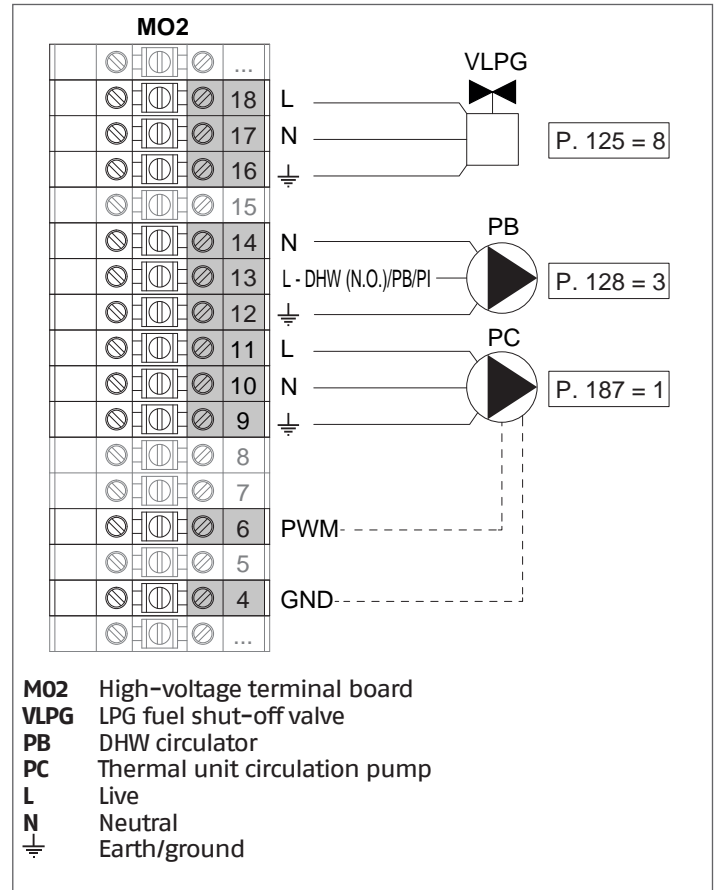 MO2
...
VLPG
18 L
17 N
P. 125 = 8
16
15
PB
14 N
13 L - DHW (N.O.)/PB/PI
P. 128 = 3
12
PC
11 L
10 N
P. 187 = 1
9
8
7
6 PWM
5
4 GND
...
M02 High-voltage terminal board
VLPG LPG fuel shut-off valve
PB DHW circulator
PC Thermal unit circulation pump
L Live
N Neutral
⏚ Earth/ground